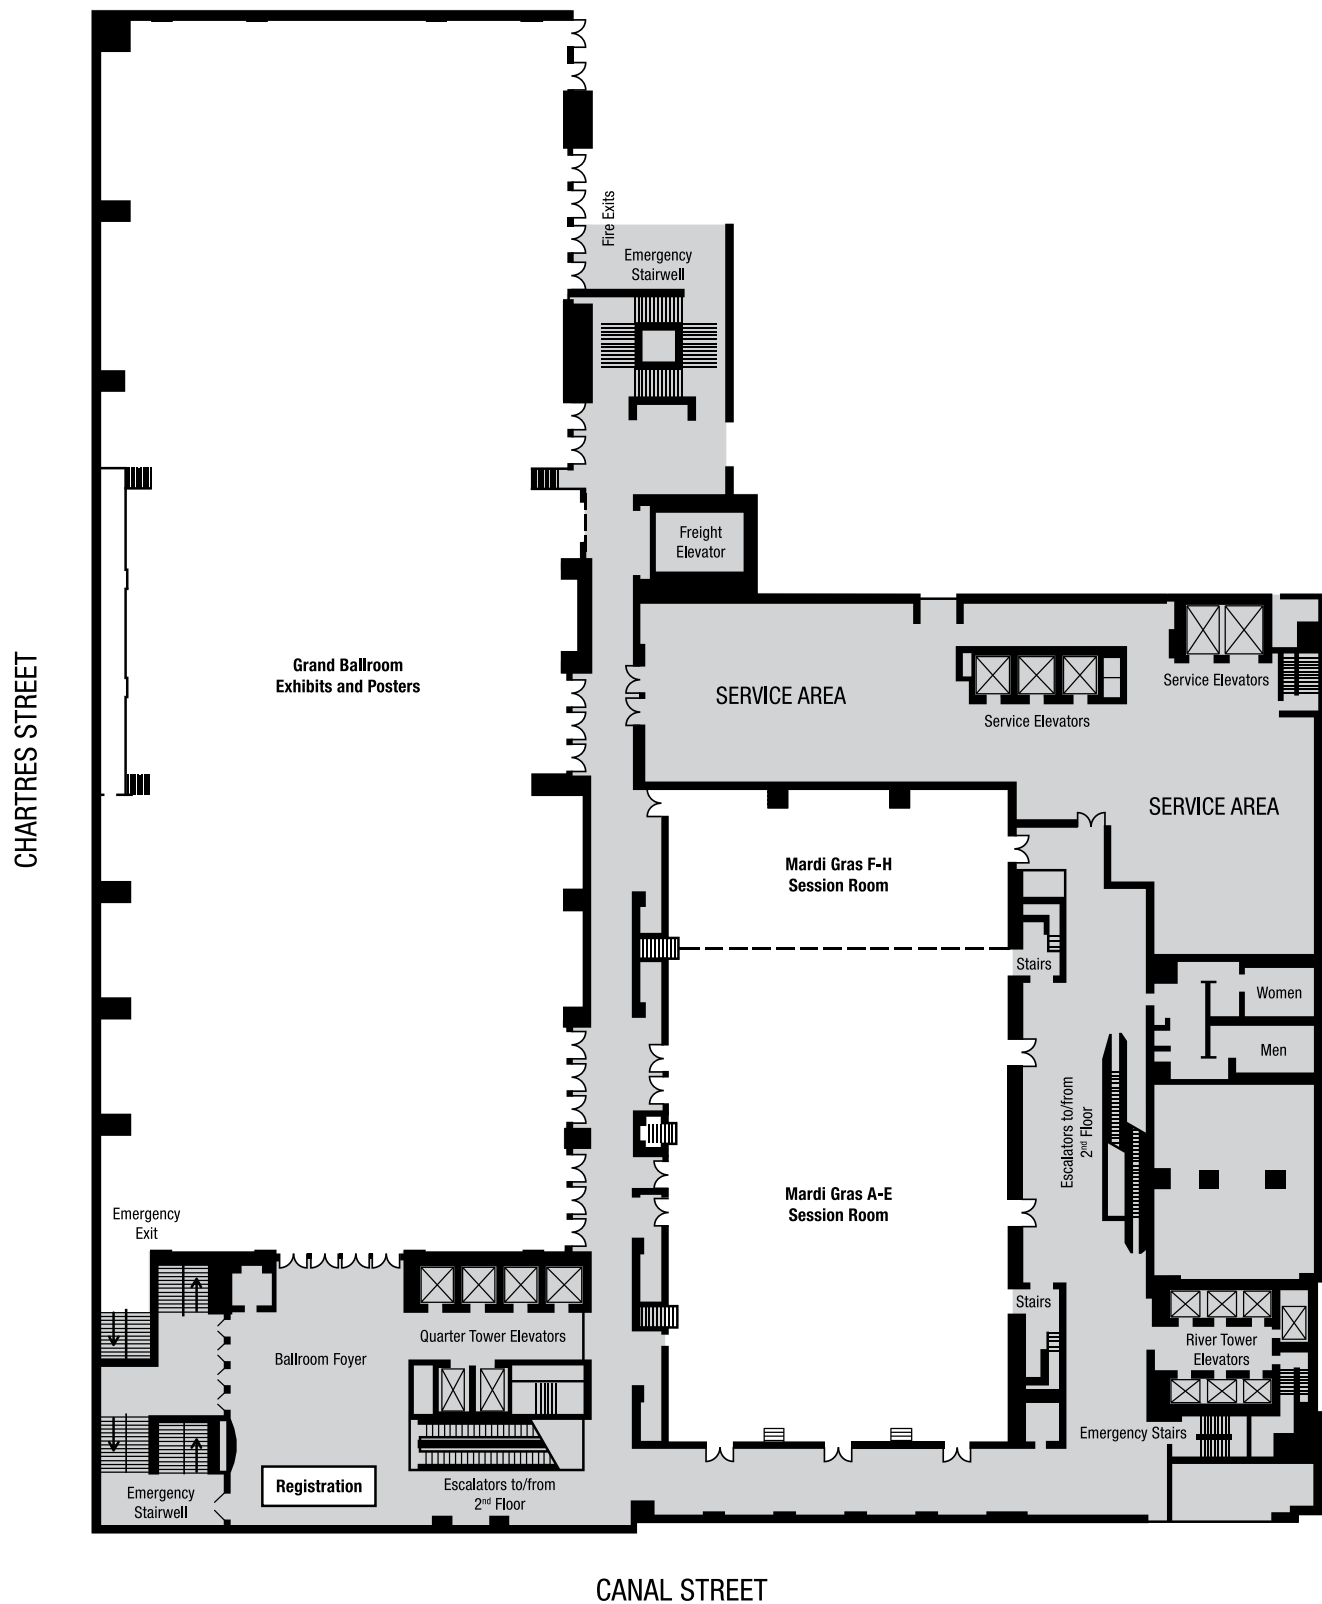 Fire Exits
Emergency
Stairwell
Freight
Elevator
Grand Ballroom
Exhibits and Posters
CHARTRES STREET
SERVICE AREA
Service Elevators
Service Elevators
SERVICE AREA
Mardi Gras F-H
Session Room
Stairs
Women
Men
Escalators to/from
2nd Floor
Mardi Gras A-E
Session Room
Emergency
Exit
Stairs
Quarter Tower Elevators
River Tower
Elevators
Ballroom Foyer
Emergency Stairs
Registration
Escalators to/from
2nd Floor
Emergency
Stairwell
CANAL STREET